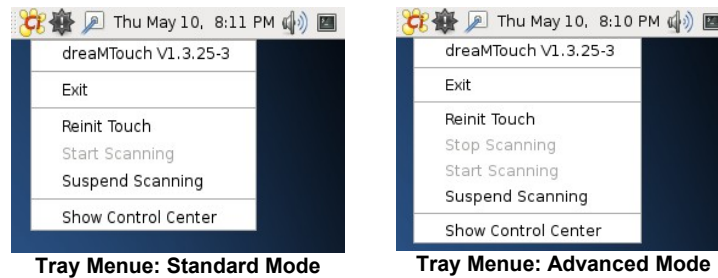 Thu May 10, 8:11 PM
dreaMTouch V1.3.25-3
Exit
Reinit Touch
Start Scanning
Suspend Scanning
Show Control Center
Tray Menue: Standard Mode
Thu May 10, 8:10 PM
dreaMTouch V1.3.25-3
Exit
Reinit Touch
Stop Scanning
Start Scanning
Suspend Scanning
Show Control Center
Tray Menue: Advanced Mode